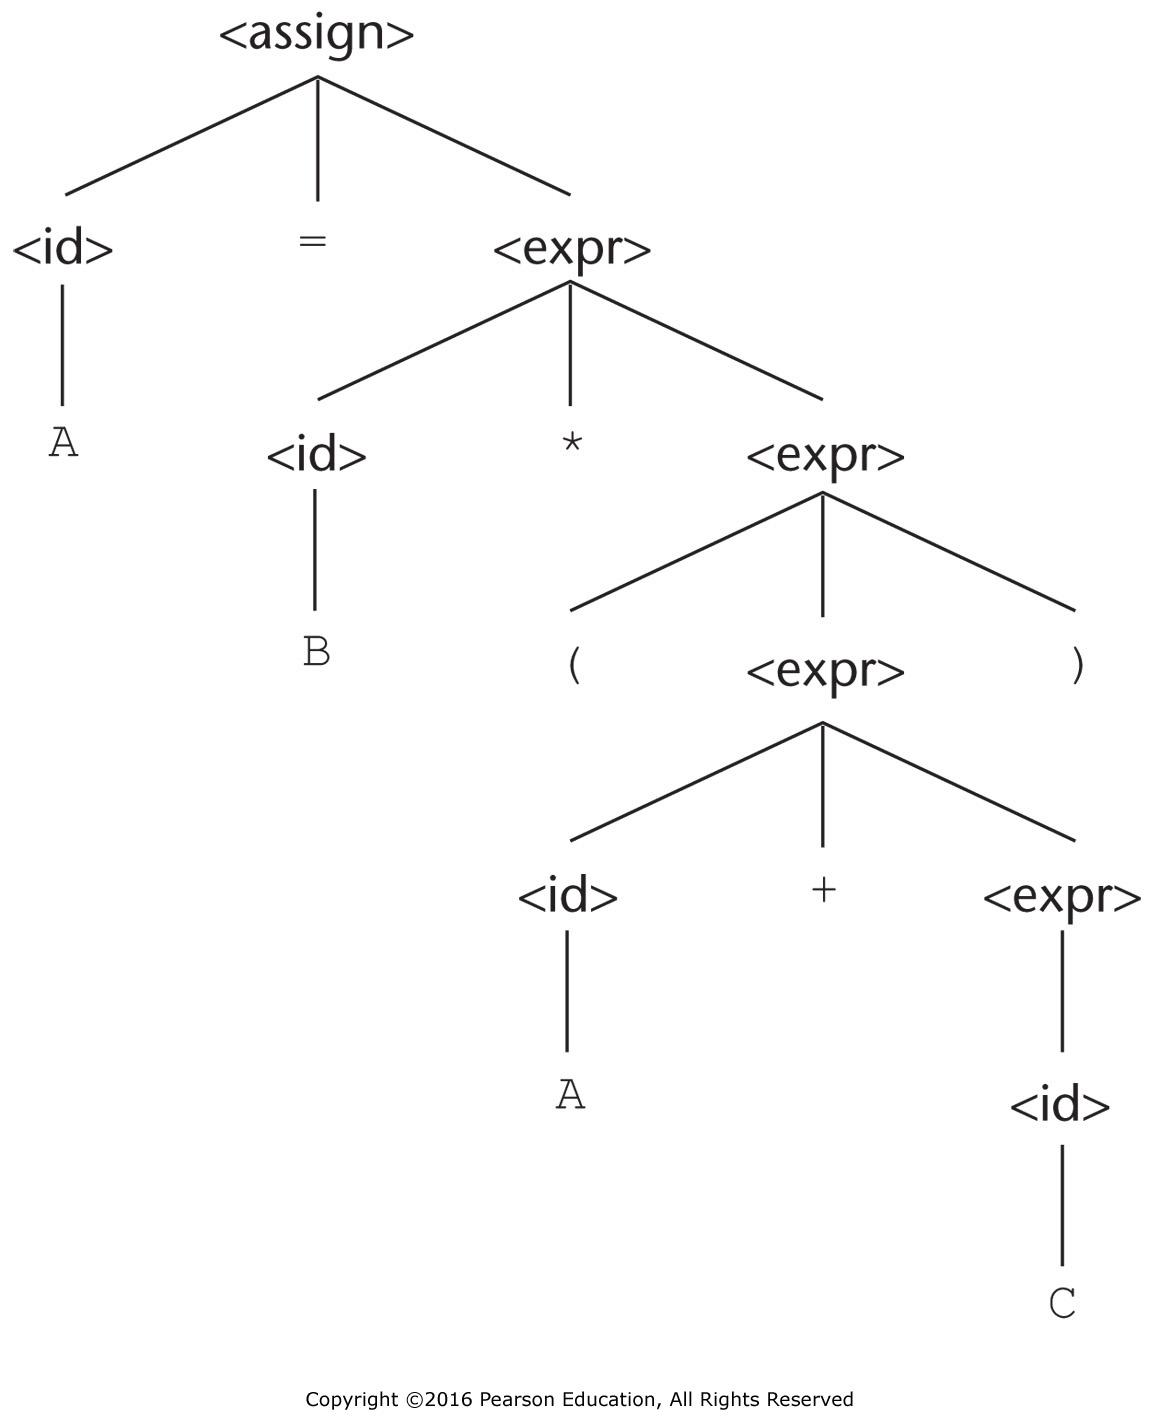 <assign>
<id> = <expr>
A <id> * <expr>
B ( <expr> )
<id> + <expr>
A <id>
C
Copyright ©2016 Pearson Education, All Rights Reserved